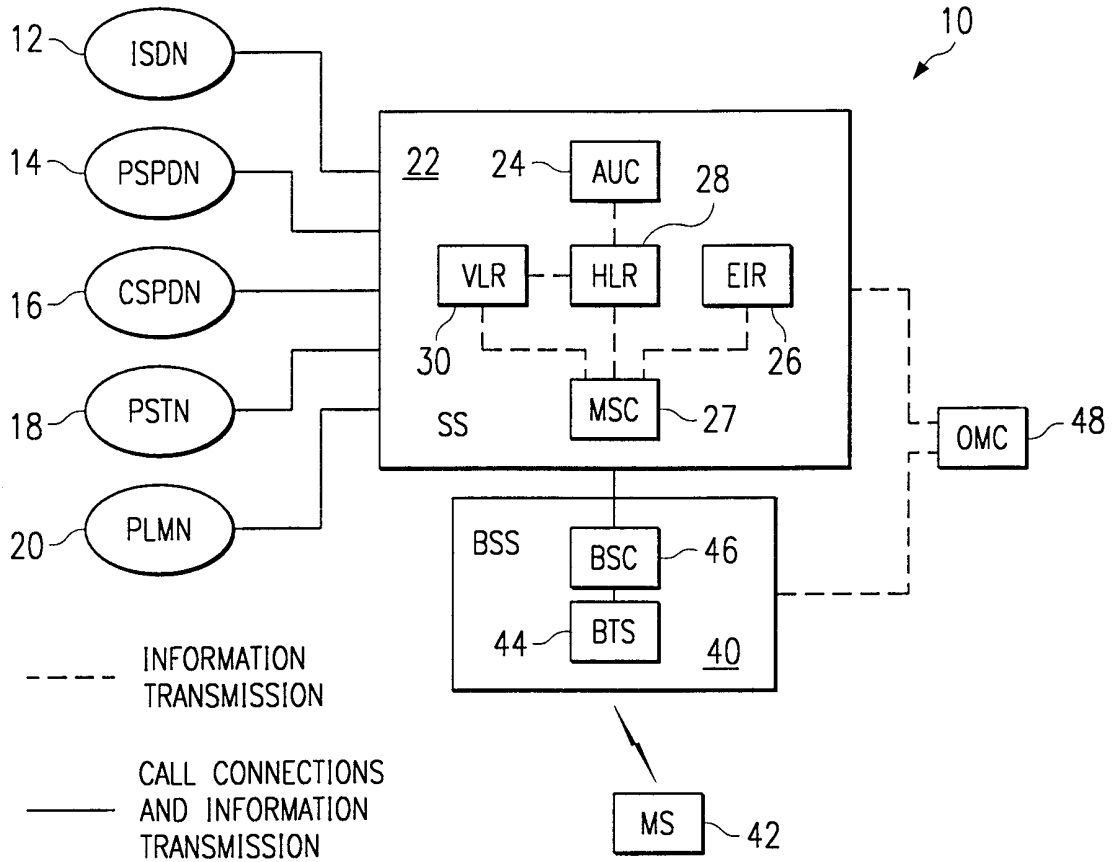 10
12
ISDN
14
PSPDN
16
CSPDN
18
PSTN
20
PLMN
22
24
AUC
28
VLR
HLR
EIR
30
26
MSC
27
SS
OMC
48
BSS
BSC
46
44
BTS
40
MS
42
INFORMATION
TRANSMISSION
CALL CONNECTIONS
AND INFORMATION
TRANSMISSION